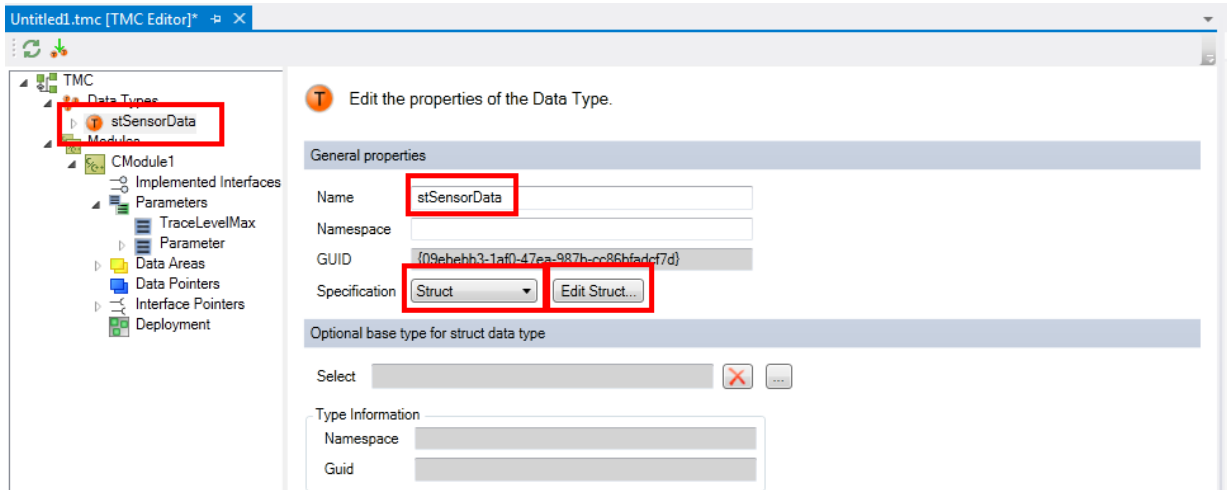 Untitled1.tmc [TMC Editor]*
TMC
Data Types
stSensorData
Modules
CModule1
Implemented Interfaces
Parameters
TraceLevelMax
Parameter
Data Areas
Data Pointers
Interface Pointers
Deployment
T Edit the properties of the Data Type.
General properties
Name stSensorData
Namespace
GUID {09ebebb3-1af0-47ea-987b-cc86bfadcf7d}
Specification Struct Edit Struct...
Optional base type for struct data type
Select ...
Type Information
Namespace
Guid